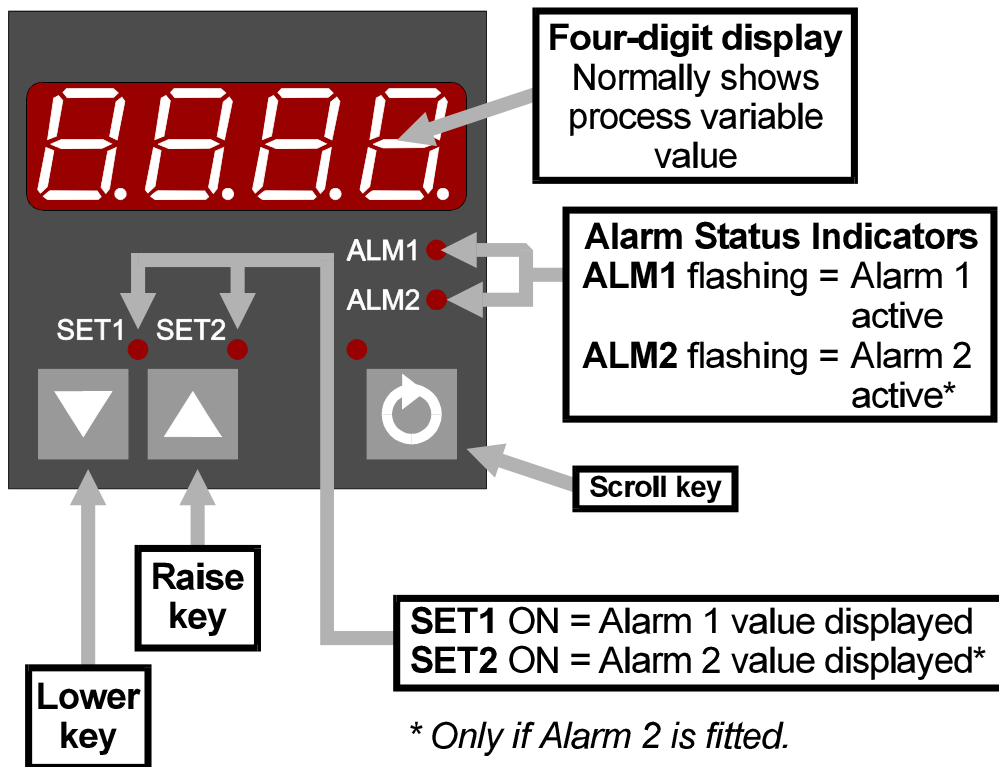 Four-digit display
Normally shows
process variable
value
ALM1
ALM2
Alarm Status Indicators
ALM1 flashing = Alarm 1
active
ALM2 flashing = Alarm 2
active*
SET1 SET2
Scroll key
Raise
key
SET1 ON = Alarm 1 value displayed
SET2 ON = Alarm 2 value displayed*
Lower
key
* Only if Alarm 2 is fitted.